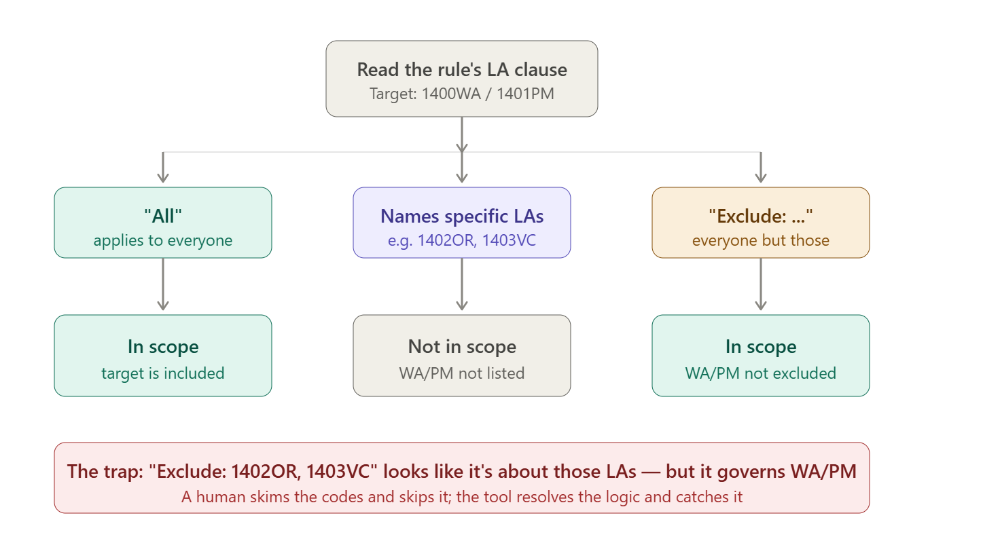 Read the rule's LA clause
Target: 1400WA / 1401PM
"All"
applies to everyone
Names specific LAs
e.g. 1402OR, 1403VC
"Exclude: ..."
everyone but those
In scope
target is included
Not in scope
WA/PM not listed
In scope
WA/PM not excluded
The trap: "Exclude: 1402OR, 1403VC" looks like it's about those LAs — but it governs WA/PM
A human skims the codes and skips it; the tool resolves the logic and catches it